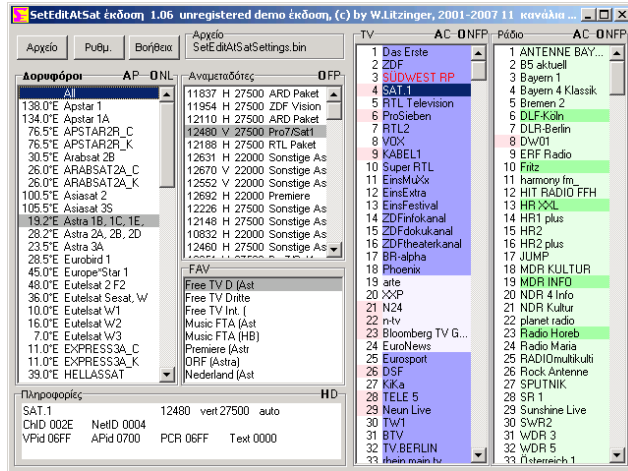 SetEditAtSat έκδοση 1.06 unregistered demo έκδοση, (c) by W.Litzinger, 2001-2007 11 κανάλια ...
Αρχείο Ρυθμ. Βοήθεια
Αρχείο
SetEditAtSatSettings.bin
Δορυφόροι AP ONL
All
138.0°E Apstar 1
134.0°E Apstar 1A
76.5°E APSTAR2R_C
76.5°E APSTAR2R_K
30.5°E Arabsat 2B
26.0°E ARABSAT2A_C
26.0°E ARABSAT2A_K
100.5°E Asiasat 2
105.5°E Asiasat 3S
19.2°E Astra 1B, 1C, 1E,
28.2°E Astra 2A, 2B, 2D
23.5°E Astra 3A
28.5°E Eurobird 1
45.0°E Europe*Star 1
48.0°E Eutelsat 2 F2
36.0°E Eutelsat Sesat, W
10.0°E Eutelsat W1
16.0°E Eutelsat W2
7.0°E Eutelsat W3
11.0°E EXPRESS3A_C
11.0°E EXPRESS3A_K
39.0°E HELLASSAT
Αναμεταδότες OFP
11837 H 27500 ARD Paket
11954 H 27500 ZDF Vision
12110 H 27500 ARD Paket
12480 V 27500 Pro7/Sat1
12188 H 27500 RTL Paket
12631 H 22000 Sonstige As
12670 V 22000 Sonstige As
12552 V 22000 Sonstige As
12692 H 22000 Premiere
12226 H 27500 Sonstige As
12148 H 27500 Sonstige As
10832 H 22000 Sonstige As
12460 H 27500 Sonstige As
FAV
Free TV D (Ast
Free TV Dritte
Free TV Int. (
Music FTA (Ast
Music FTA (HB)
Premiere (Astr
ORF (Astra)
Nederland (Ast
Πληροφορίες HD
SAT.1 12480 vert 27500 auto
ChID 002E NetID 0004
VPid 06FF APid 0700 PCR 06FF Text 0000
TV AC ONFP
1 Das Erste
2 ZDF
3 SÜDWEST RP
4 SAT.1
5 RTL Television
6 ProSieben
7 RTL2
8 VOX
9 KABEL1
10 Super RTL
11 EinsMuXx
12 EinsExtra
13 EinsFestival
14 ZDFinfokanal
15 ZDFdokukanal
16 ZDFtheaterkanal
17 BR-alpha
18 Phoenix
19 arte
20 XXP
21 N24
22 n-tv
23 Bloomberg TV G...
24 EuroNews
25 Eurosport
26 DSF
27 KiKa
28 TELE 5
29 Neun Live
30 TW1
31 BTV
32 TV.BERLIN
33 rhein main tv
Ράδιο AC ONFP
1 ANTENNE BAY...
2 B5 aktuell
3 Bayern 1
4 Bayern 4 Klassik
5 Bremen 2
6 DLF-Köln
7 DLR-Berlin
8 DW01
9 ERF Radio
10 Fritz
11 harmony fm_
12 HIT RADIO FFH
13 HR XXL
14 HR1 plus
15 HR2
16 HR2 plus
17 JUMP
18 MDR KULTUR
19 MDR INFO
20 NDR 4 Info
21 NDR Kultur
22 planet radio
23 Radio Horeb
24 Radio Maria
25 RADIOmultikulti
26 Rock Antenne
27 SPUTNIK
28 SR 1
29 Sunshine Live
30 SWR2
31 WDR 3
32 WDR 5
33 Österreich 1